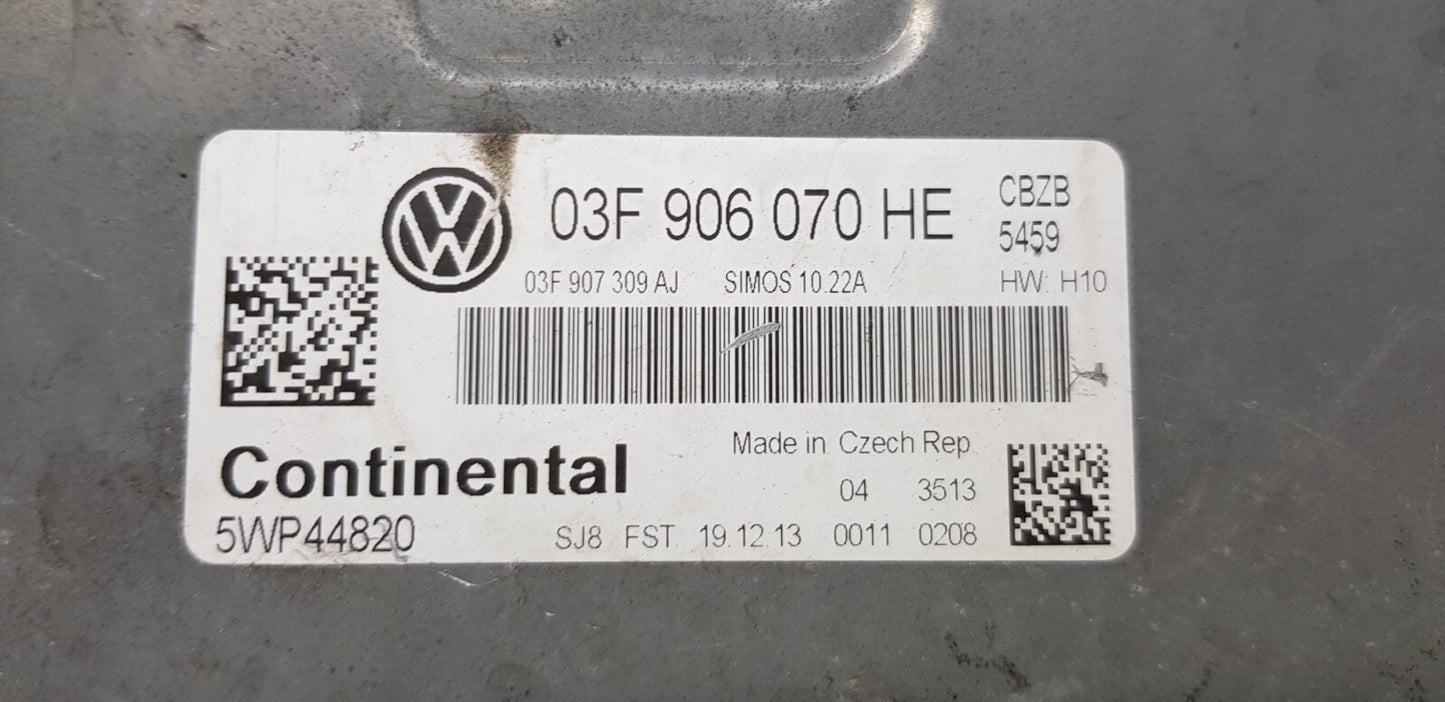 03F 906 070 HE CBZB
5459
03F 907 309 AJ SIMOS 10.22A HW: H10
Continental
Made in Czech Rep.
04 3513
5WP44820
SJ8 FST 19.12.13 0011 0208